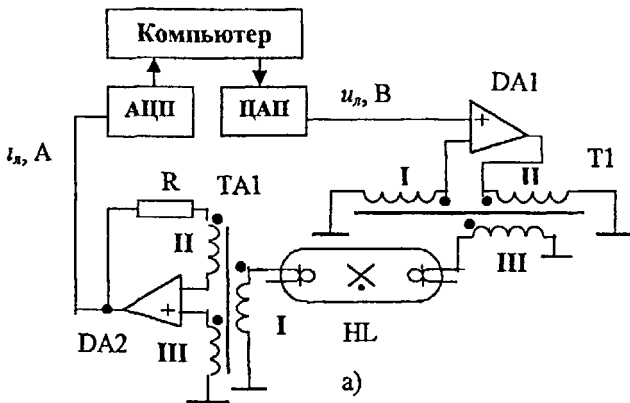 Компьютер
DA1
АЦП
ЦАП
uл, В
+
iл, А
T1
I
II
R
TA1
II
III
+
I
HL
DA2
III
а)